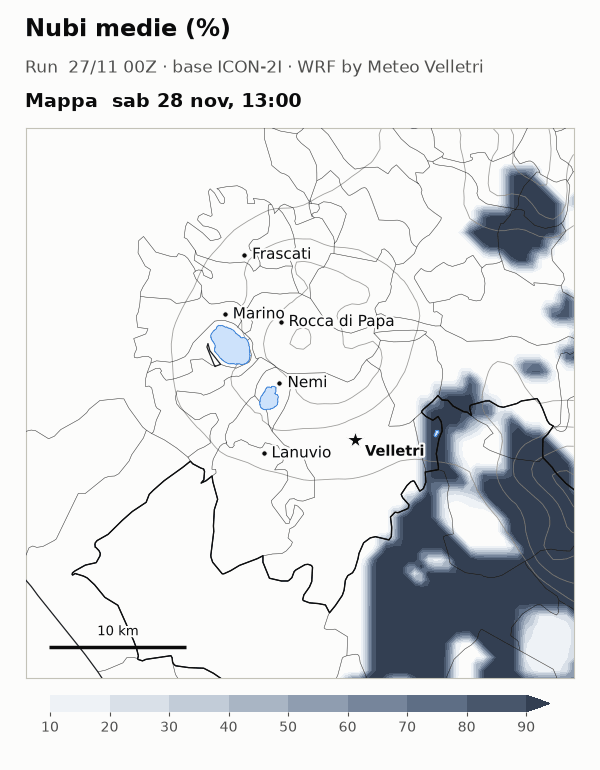 Nubi medie (%)
Run  27/11 00Z · base ICON-2I · WRF by Meteo Velletri
Mappa  sab 28 nov, 13:00
Frascati
Marino
Rocca di Papa
Nemi
Velletri
Lanuvio
10 km
10 20 30 40 50 60 70 80 90